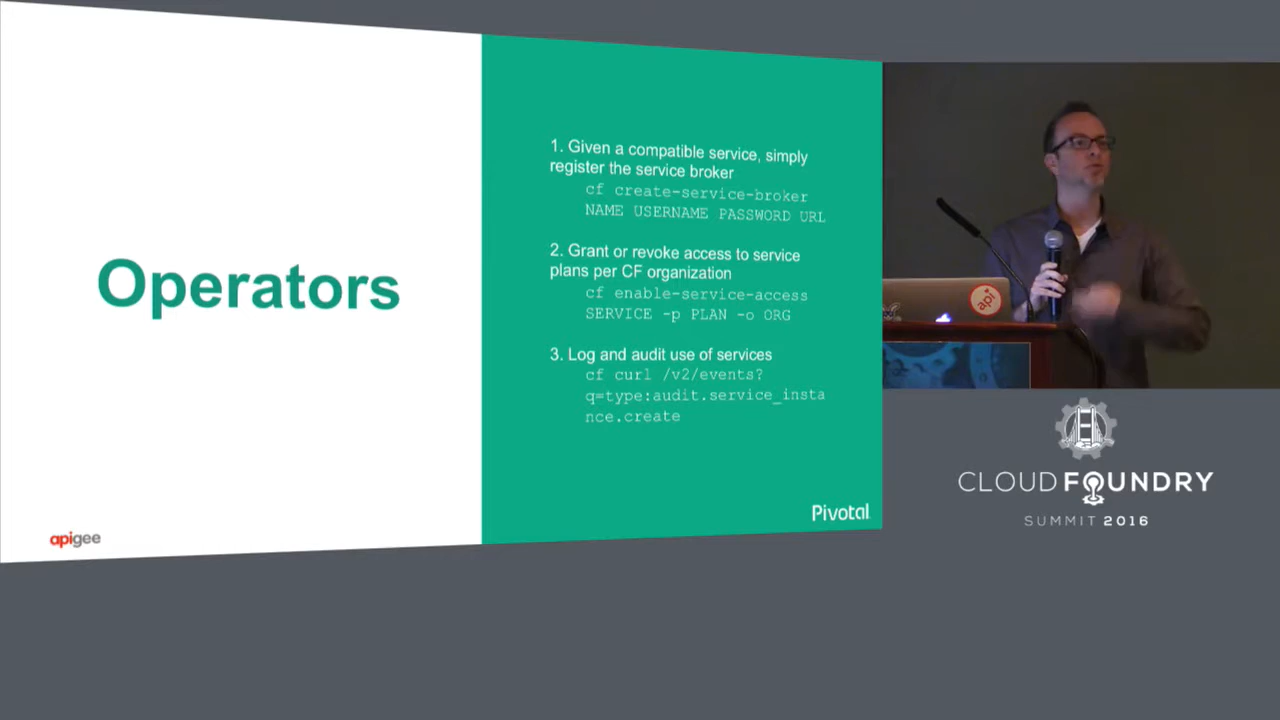 Operators
1. Given a compatible service, simply
register the service broker
cf create-service-broker
NAME USERNAME PASSWORD URL
2. Grant or revoke access to service
plans per CF organization
cf enable-service-access
SERVICE -p PLAN -o ORG
3. Log and audit use of services
cf curl /v2/events?
q=type:audit.service_insta
nce.create
apigee
Pivotal
api
CLOUD FOUNDRY
SUMMIT 2016